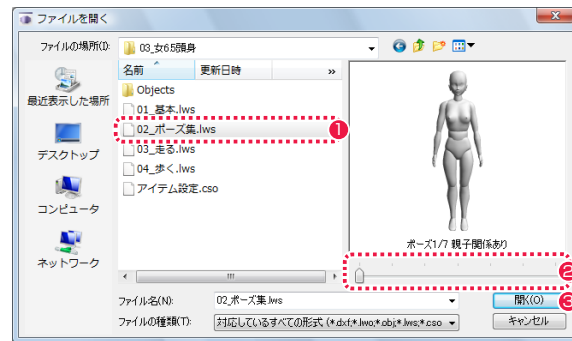 ファイルを開く
ファイルの場所(I):
03_女6.5頭身
最近表示した場所
デスクトップ
コンピュータ
ネットワーク
名前
更新日時
»
Objects
01_基本.lws
02_ポーズ集.lws
1
03_走る.lws
04_歩く.lws
アイテム設定.cso
ポーズ1/7 親子関係あり
2
ファイル名(N):
02_ポーズ集.lws
開く(O)
3
ファイルの種類(T):
対応しているすべての形式 (*.dxf;*.lwo;*.obj;*.lws;*.cso
キャンセル